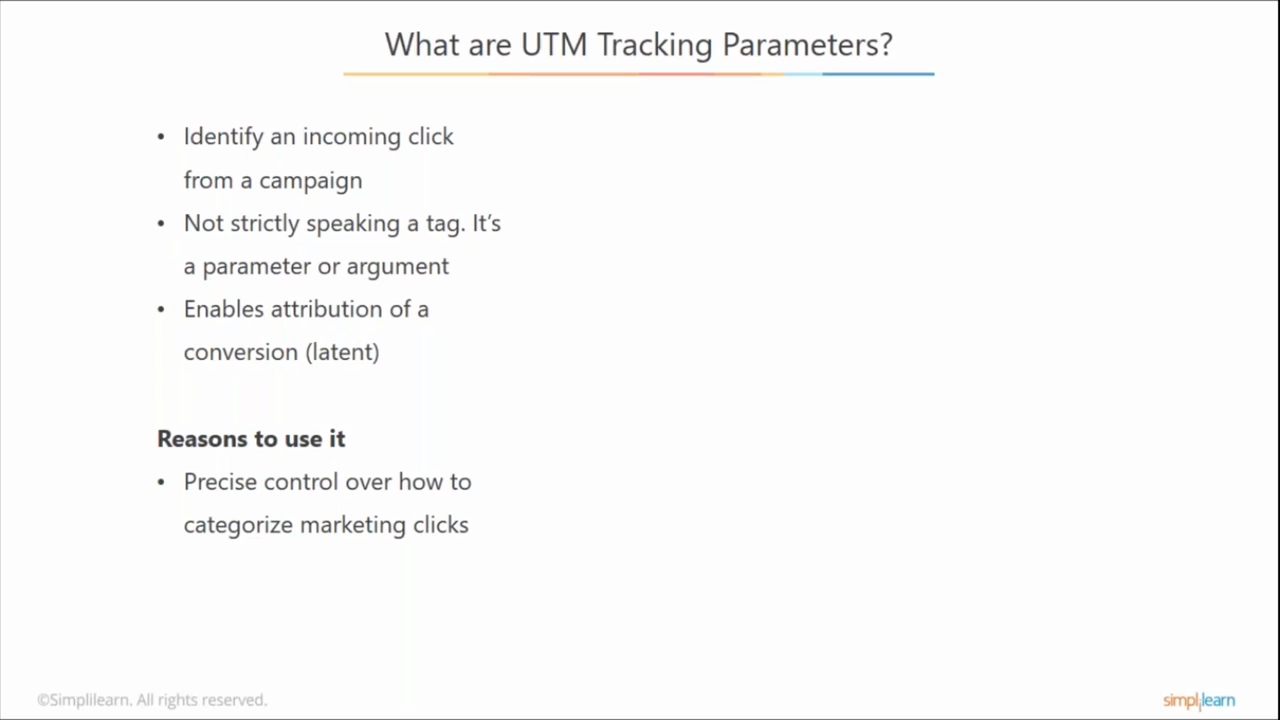 What are UTM Tracking Parameters?
• Identify an incoming click
from a campaign
• Not strictly speaking a tag. It’s
a parameter or argument
• Enables attribution of a
conversion (latent)
Reasons to use it
• Precise control over how to
categorize marketing clicks
©Simplilearn. All rights reserved.
simplilearn